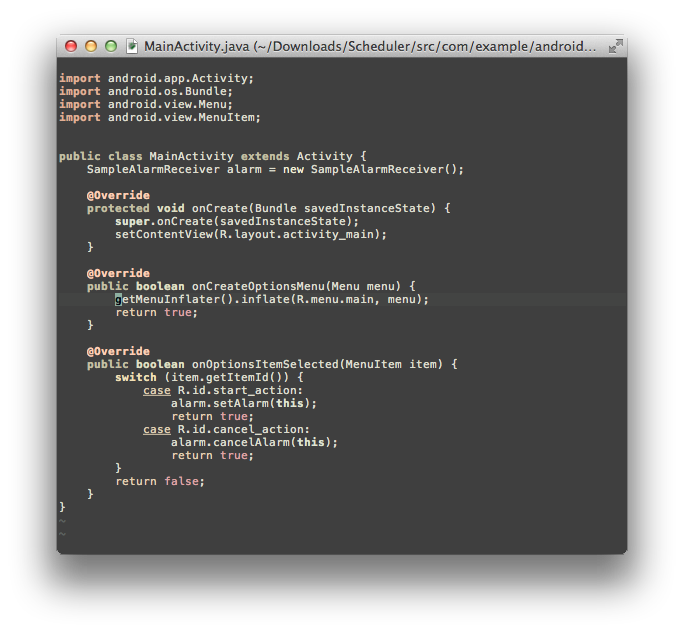 MainActivity.java (~/Downloads/Scheduler/src/com/example/android...
import android.app.Activity;
import android.os.Bundle;
import android.view.Menu;
import android.view.MenuItem;
public class MainActivity extends Activity {
    SampleAlarmReceiver alarm = new SampleAlarmReceiver();
    @Override
    protected void onCreate(Bundle savedInstanceState) {
        super.onCreate(savedInstanceState);
        setContentView(R.layout.activity_main);
    }
    @Override
    public boolean onCreateOptionsMenu(Menu menu) {
        getMenuInflater().inflate(R.menu.main, menu);
        return true;
    }
    @Override
    public boolean onOptionsItemSelected(MenuItem item) {
        switch (item.getItemId()) {
            case R.id.start_action:
                alarm.setAlarm(this);
                return true;
            case R.id.cancel_action:
                alarm.cancelAlarm(this);
                return true;
        }
        return false;
    }
}
~
~